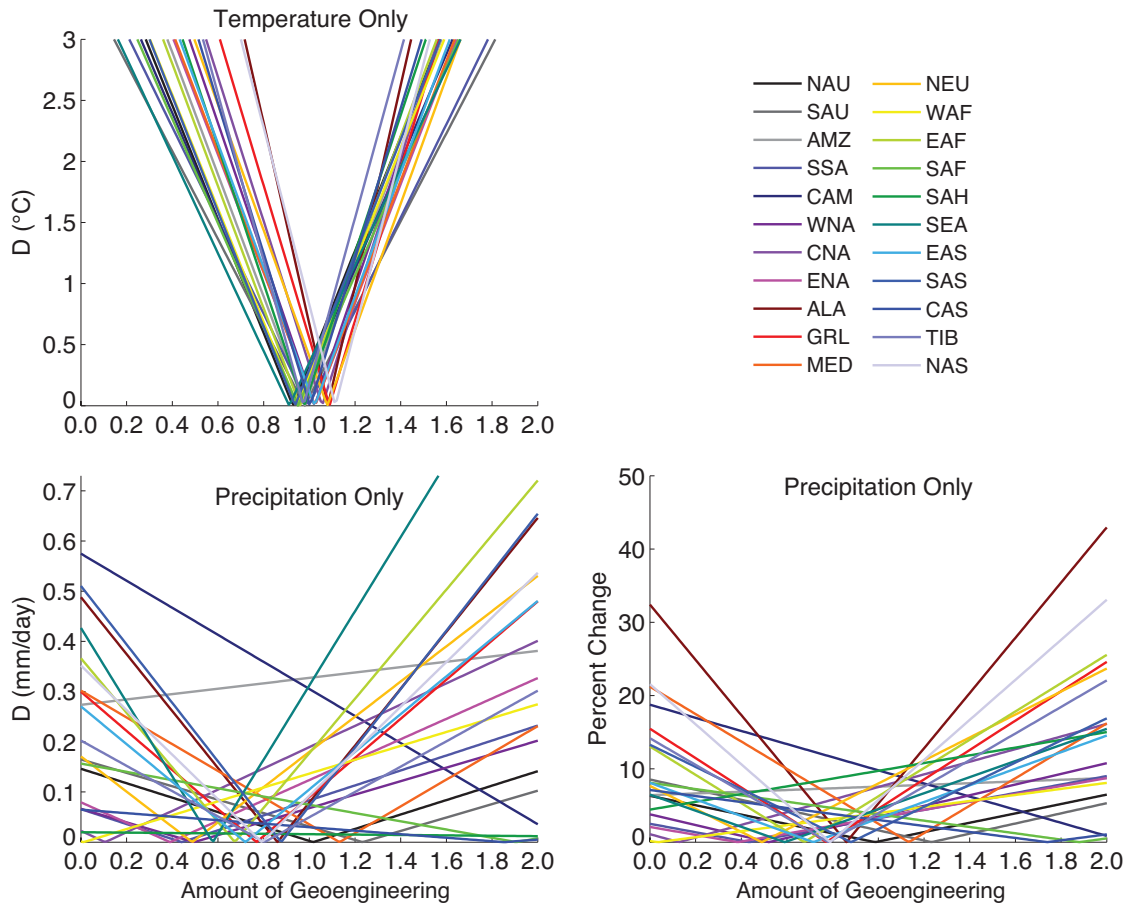 Temperature Only
3
2.5
2
1.5
1
0.5
0
D (°C)
0.0 0.2 0.4 0.6 0.8 1.0 1.2 1.4 1.6 1.8 2.0
NAU
SAU
AMZ
SSA
CAM
WNA
CNA
ENA
ALA
GRL
MED
NEU
WAF
EAF
SAF
SAH
SEA
EAS
SAS
CAS
TIB
NAS
Precipitation Only
0.7
0.6
0.5
0.4
0.3
0.2
0.1
0
D (mm/day)
0.0 0.2 0.4 0.6 0.8 1.0 1.2 1.4 1.6 1.8 2.0
Amount of Geoengineering
Precipitation Only
50
40
30
20
10
0
Percent Change
0.0 0.2 0.4 0.6 0.8 1.0 1.2 1.4 1.6 1.8 2.0
Amount of Geoengineering